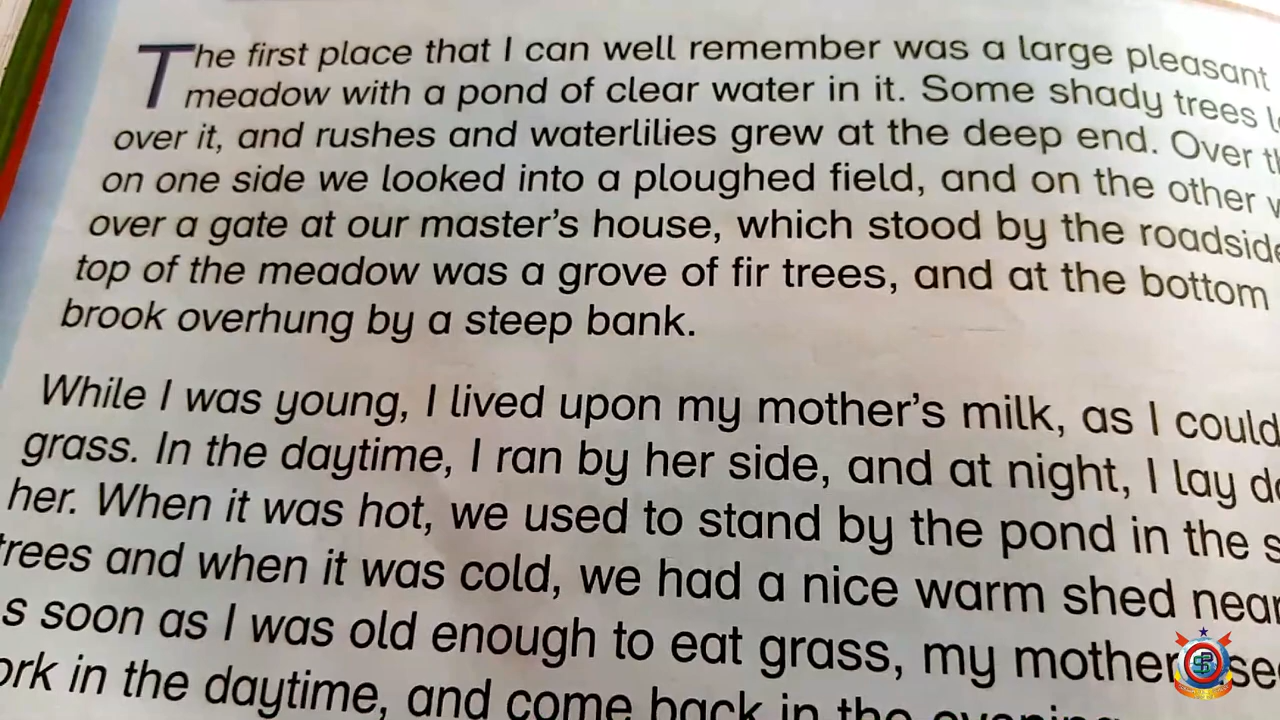 The first place that I can well remember was a large pleasant
meadow with a pond of clear water in it. Some shady trees
over it, and rushes and waterlilies grew at the deep end. Over
on one side we looked into a ploughed field, and on the other
over a gate at our master's house, which stood by the roadside
top of the meadow was a grove of fir trees, and at the bottom
brook overhung by a steep bank.
While I was young, I lived upon my mother's milk, as I could
grass. In the daytime, I ran by her side, and at night, I lay
her. When it was hot, we used to stand by the pond in the
trees and when it was cold, we had a nice warm shed near
soon as I was old enough to eat grass, my mother
in the daytime, and come back in the evening